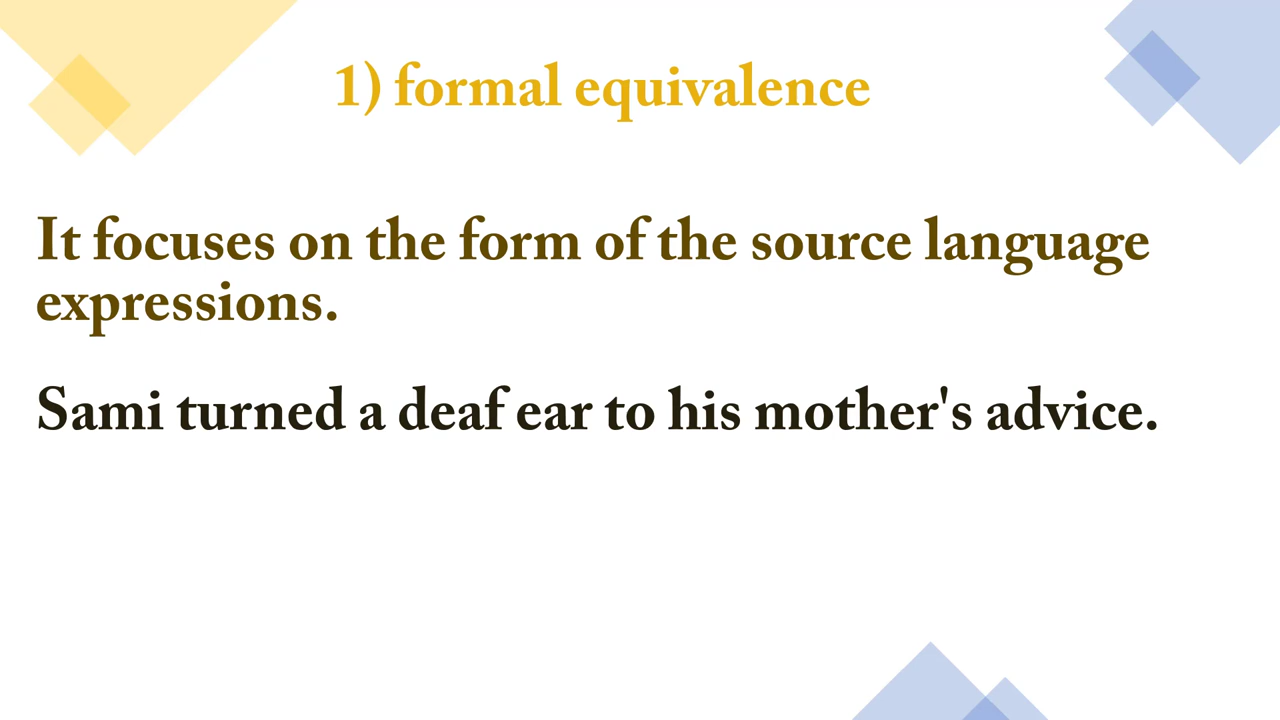 1) formal equivalence
It focuses on the form of the source language
expressions.
Sami turned a deaf ear to his mother's advice.